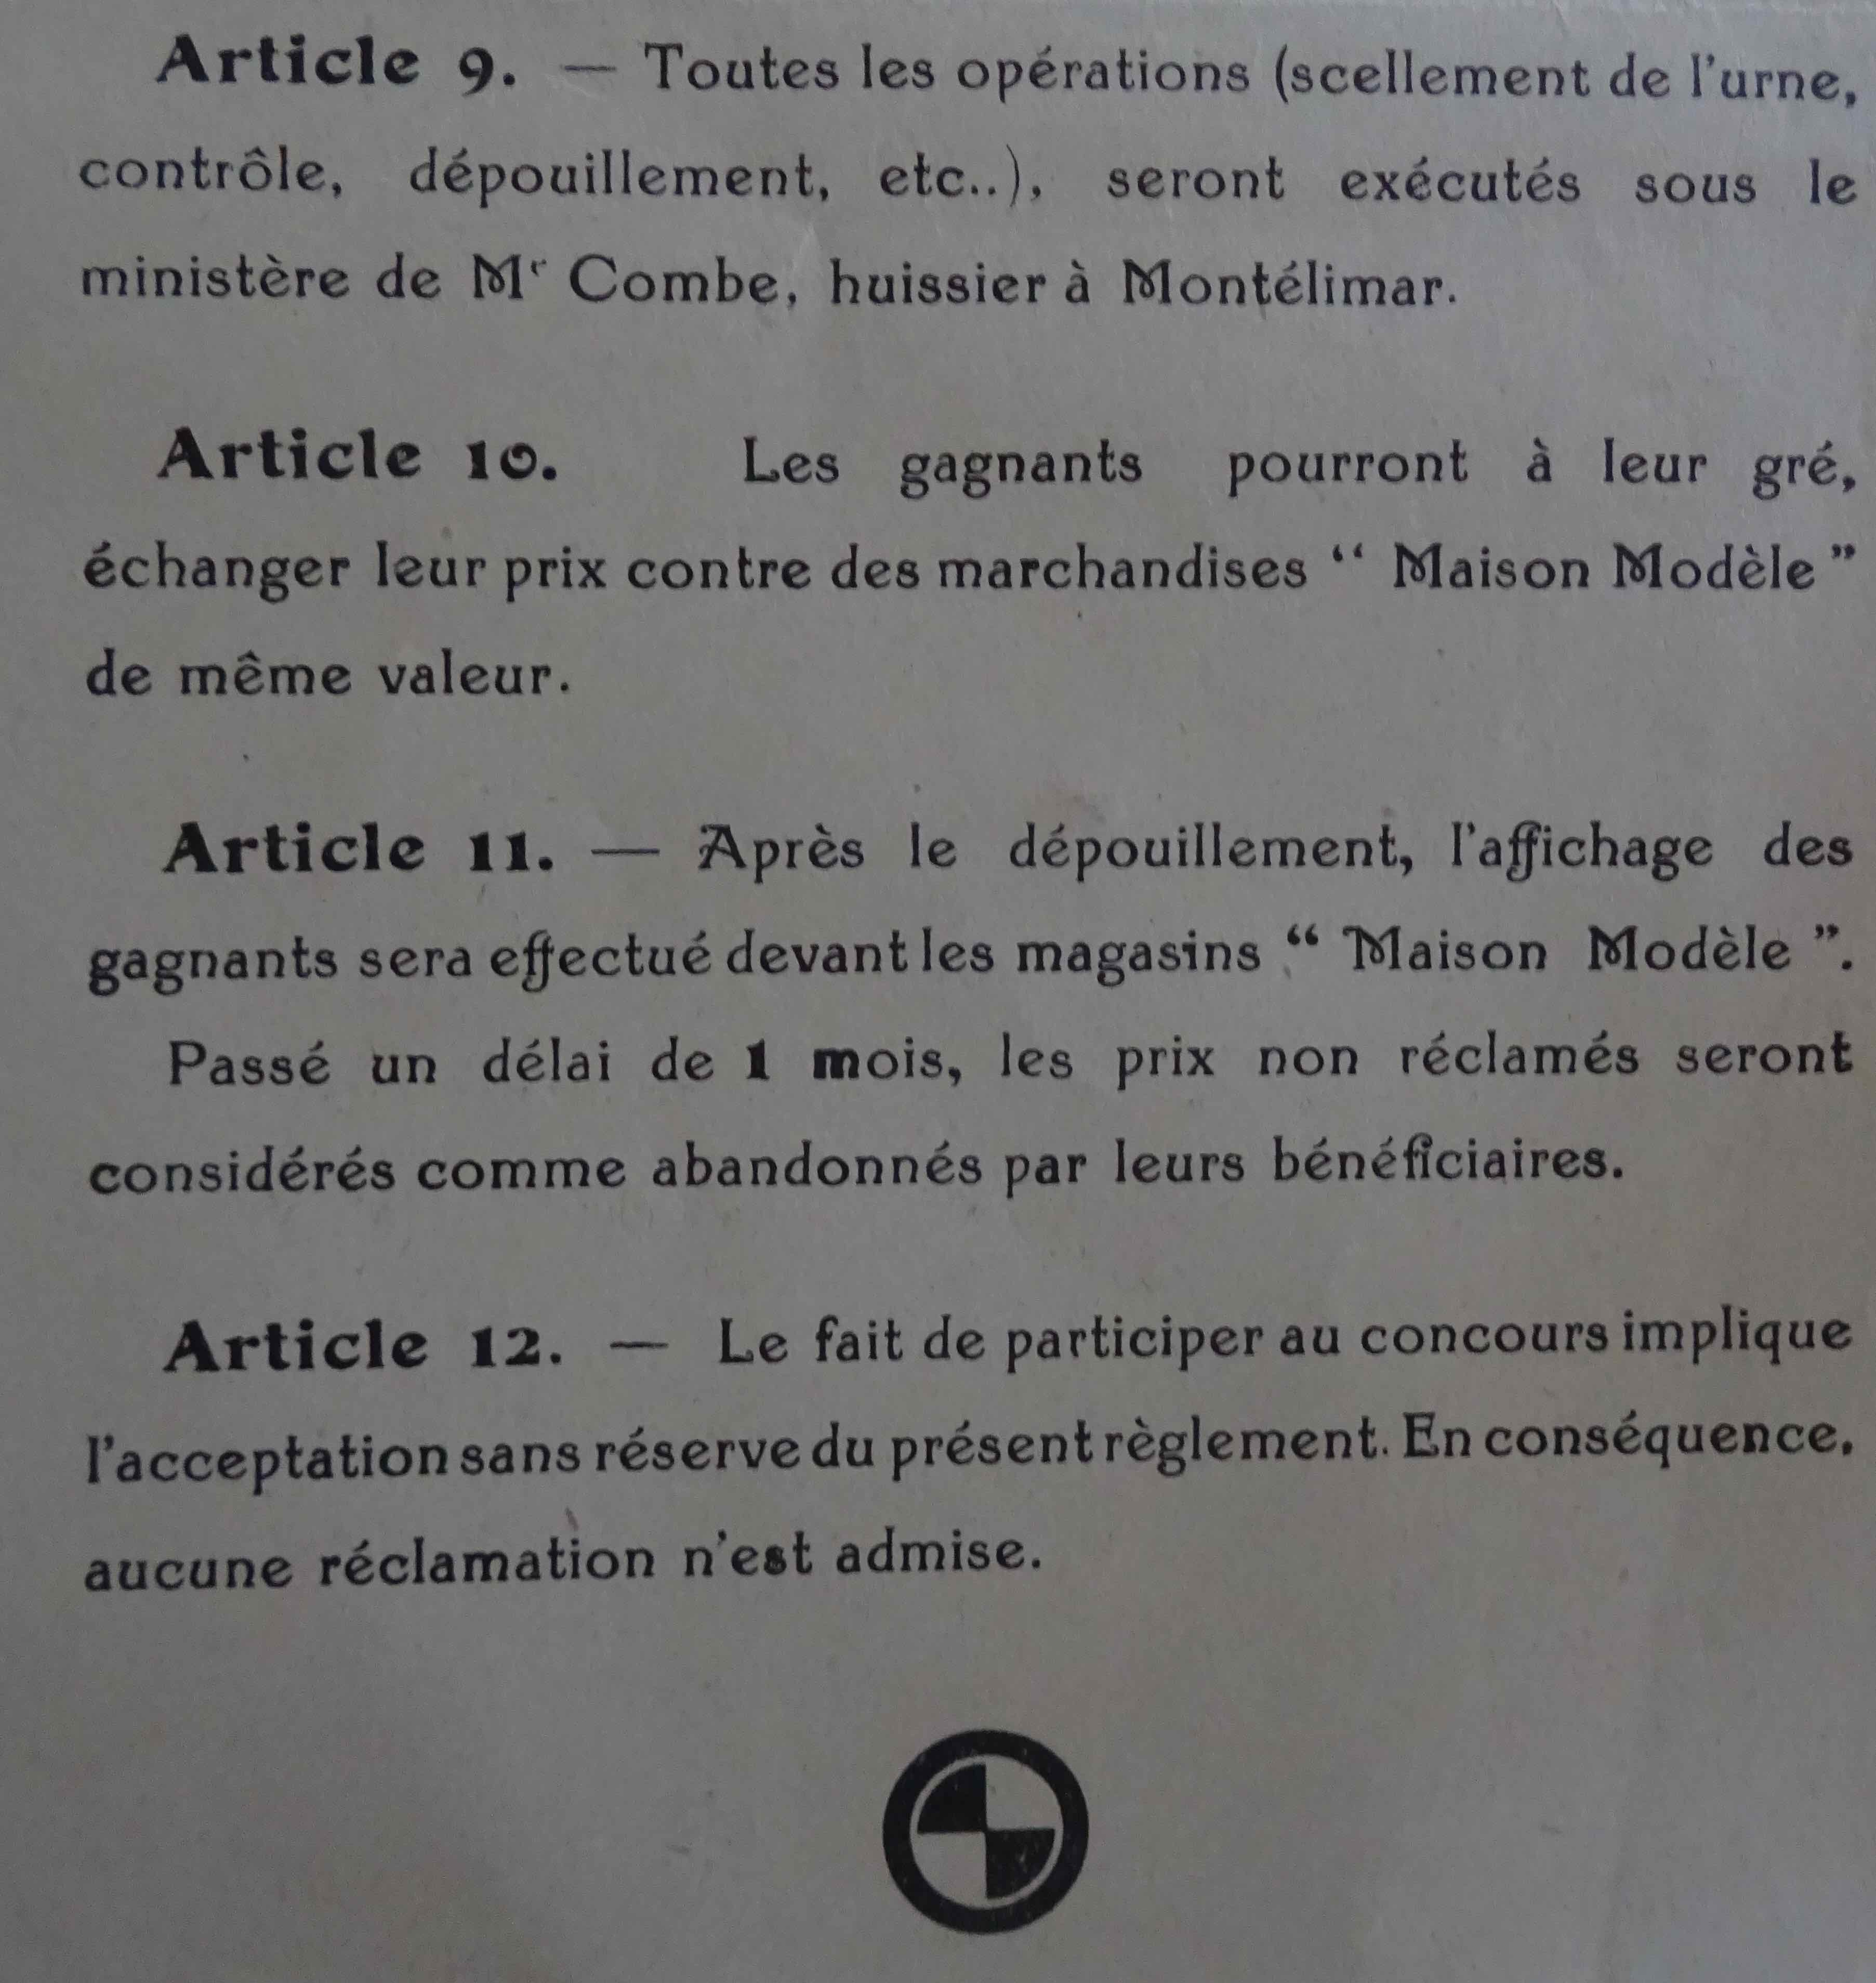 Article 9. — Toutes les opérations (scellement de l'urne,
contrôle, dépouillement, etc..), seront exécutés sous le
ministère de Mr Combe, huissier à Montélimar.
Article 10. Les gagnants pourront à leur gré,
échanger leur prix contre des marchandises “ Maison Modèle ”
de même valeur.
Article 11. — Après le dépouillement, l'affichage des
gagnants sera effectué devant les magasins “ Maison Modèle ”.
Passé un délai de 1 mois, les prix non réclamés seront
considérés comme abandonnés par leurs bénéficiaires.
Article 12. — Le fait de participer au concours implique
l'acceptation sans réserve du présent règlement. En conséquence,
aucune réclamation n'est admise.